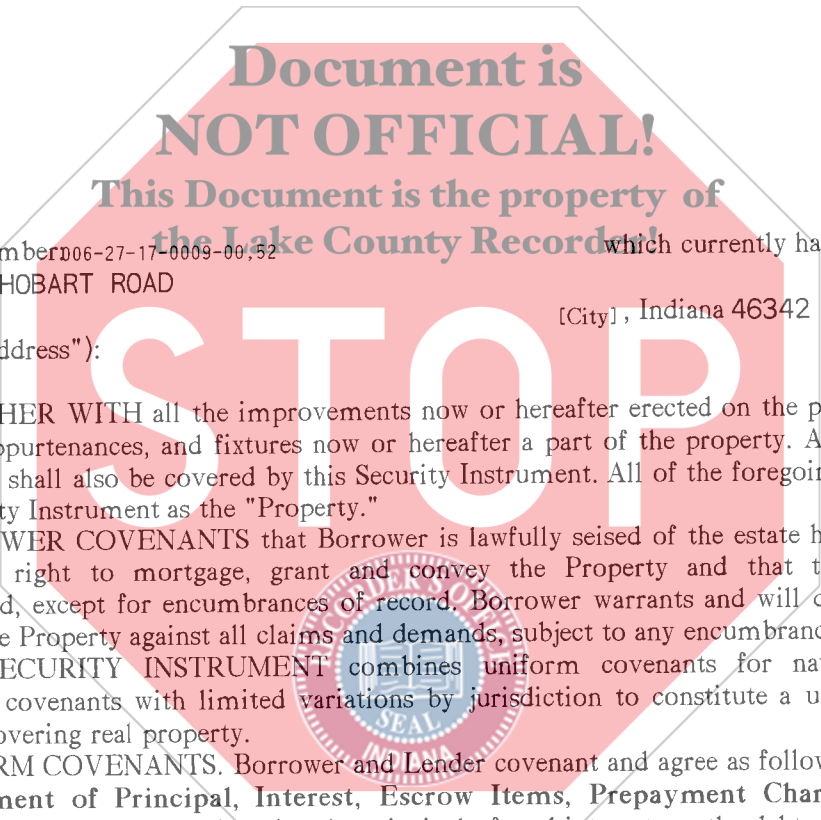 Document is
NOT OFFICIAL!
This Document is the property of
the Lake County Recorder!
mber: 006-27-17-0009-00,52 which currently ha
HOBART ROAD
[City], Indiana 46342
ddress"):
STOP
HER WITH all the improvements now or hereafter erected on the p
ppurtenances, and fixtures now or hereafter a part of the property. A
shall also be covered by this Security Instrument. All of the foregoin
ty Instrument as the "Property."
WER COVENANTS that Borrower is lawfully seised of the estate h
right to mortgage, grant and convey the Property and that t
d, except for encumbrances of record. Borrower warrants and will d
e Property against all claims and demands, subject to any encumbranc
ECURITY INSTRUMENT combines uniform covenants for nat
covenants with limited variations by jurisdiction to constitute a u
overing real property.
RM COVENANTS. Borrower and Lender covenant and agree as follow
ment of Principal, Interest, Escrow Items, Prepayment Char
RECORDER'S OFFICE
SEAL
INDIANA